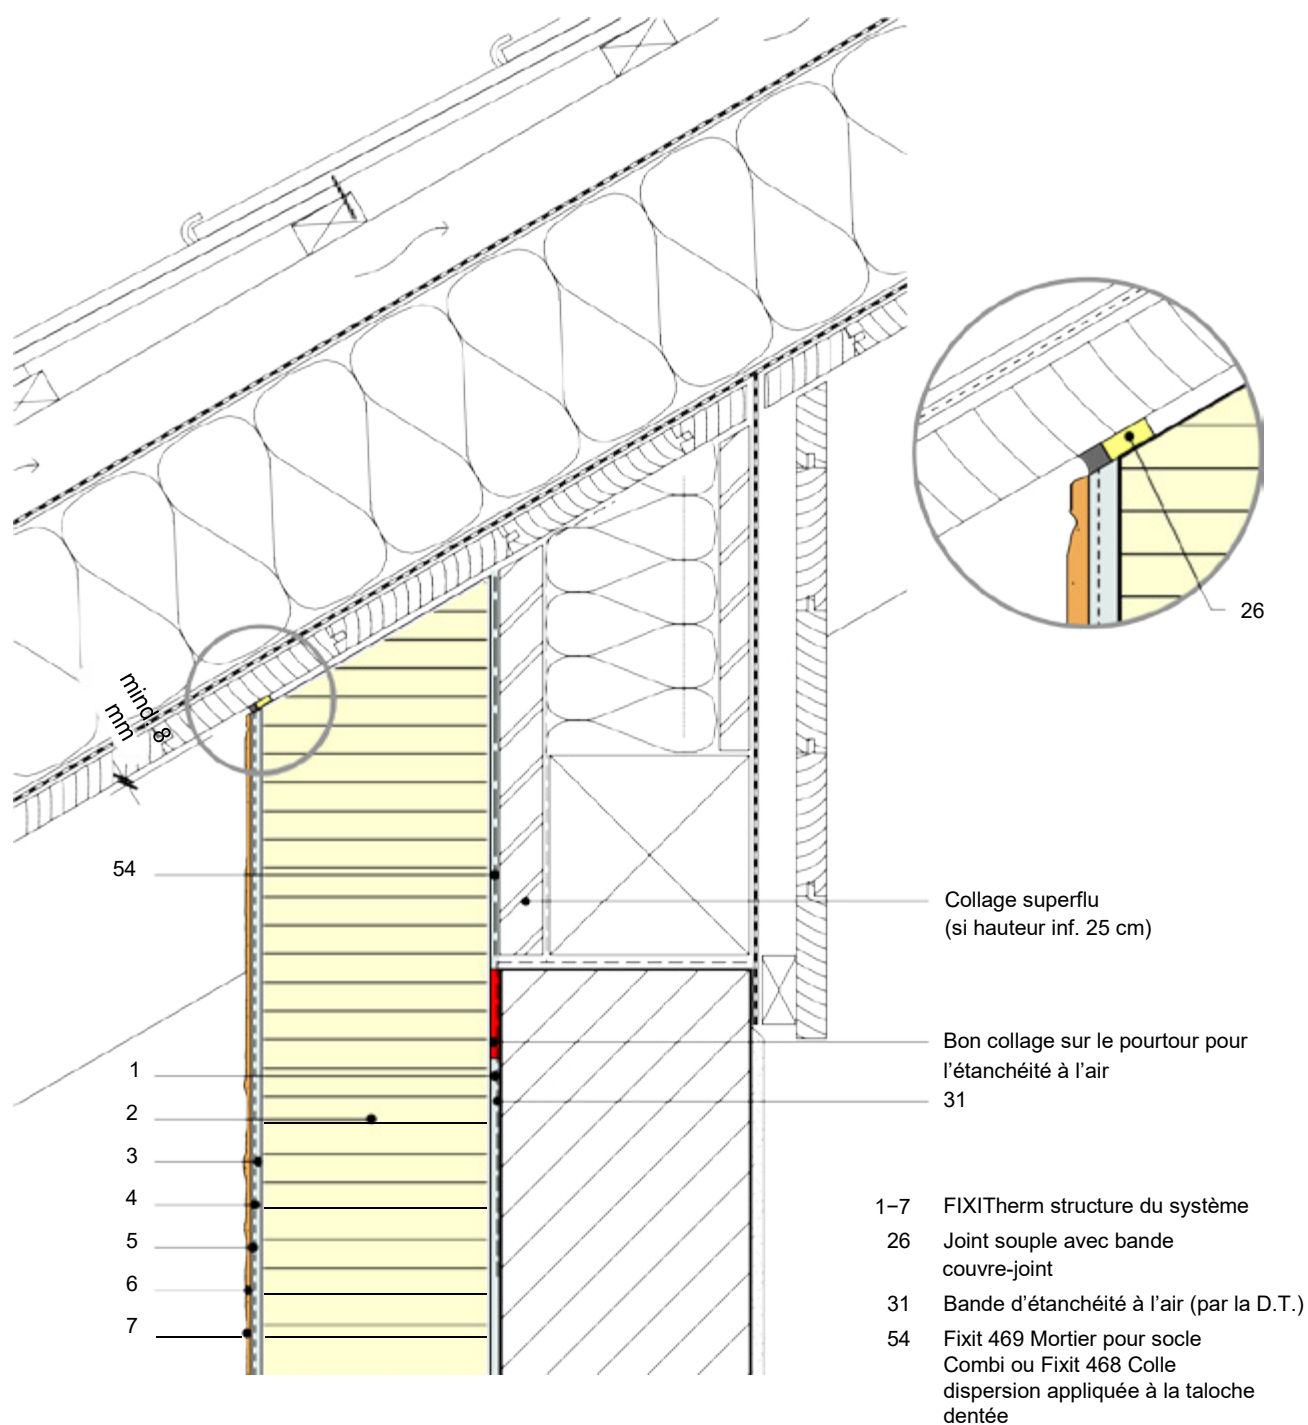 mind. 8
mm
26
54
Collage superflu
(si hauteur inf. 25 cm)
Bon collage sur le pourtour pour
l’étanchéité à l’air
31
1
2
3
4
5
6
7
1–7 FIXITherm structure du système
26 Joint souple avec bande
couvre-joint
31 Bande d’étanchéité à l’air (par la D.T.)
54 Fixit 469 Mortier pour socle
Combi ou Fixit 468 Colle
dispersion appliquée à la taloche
dentée